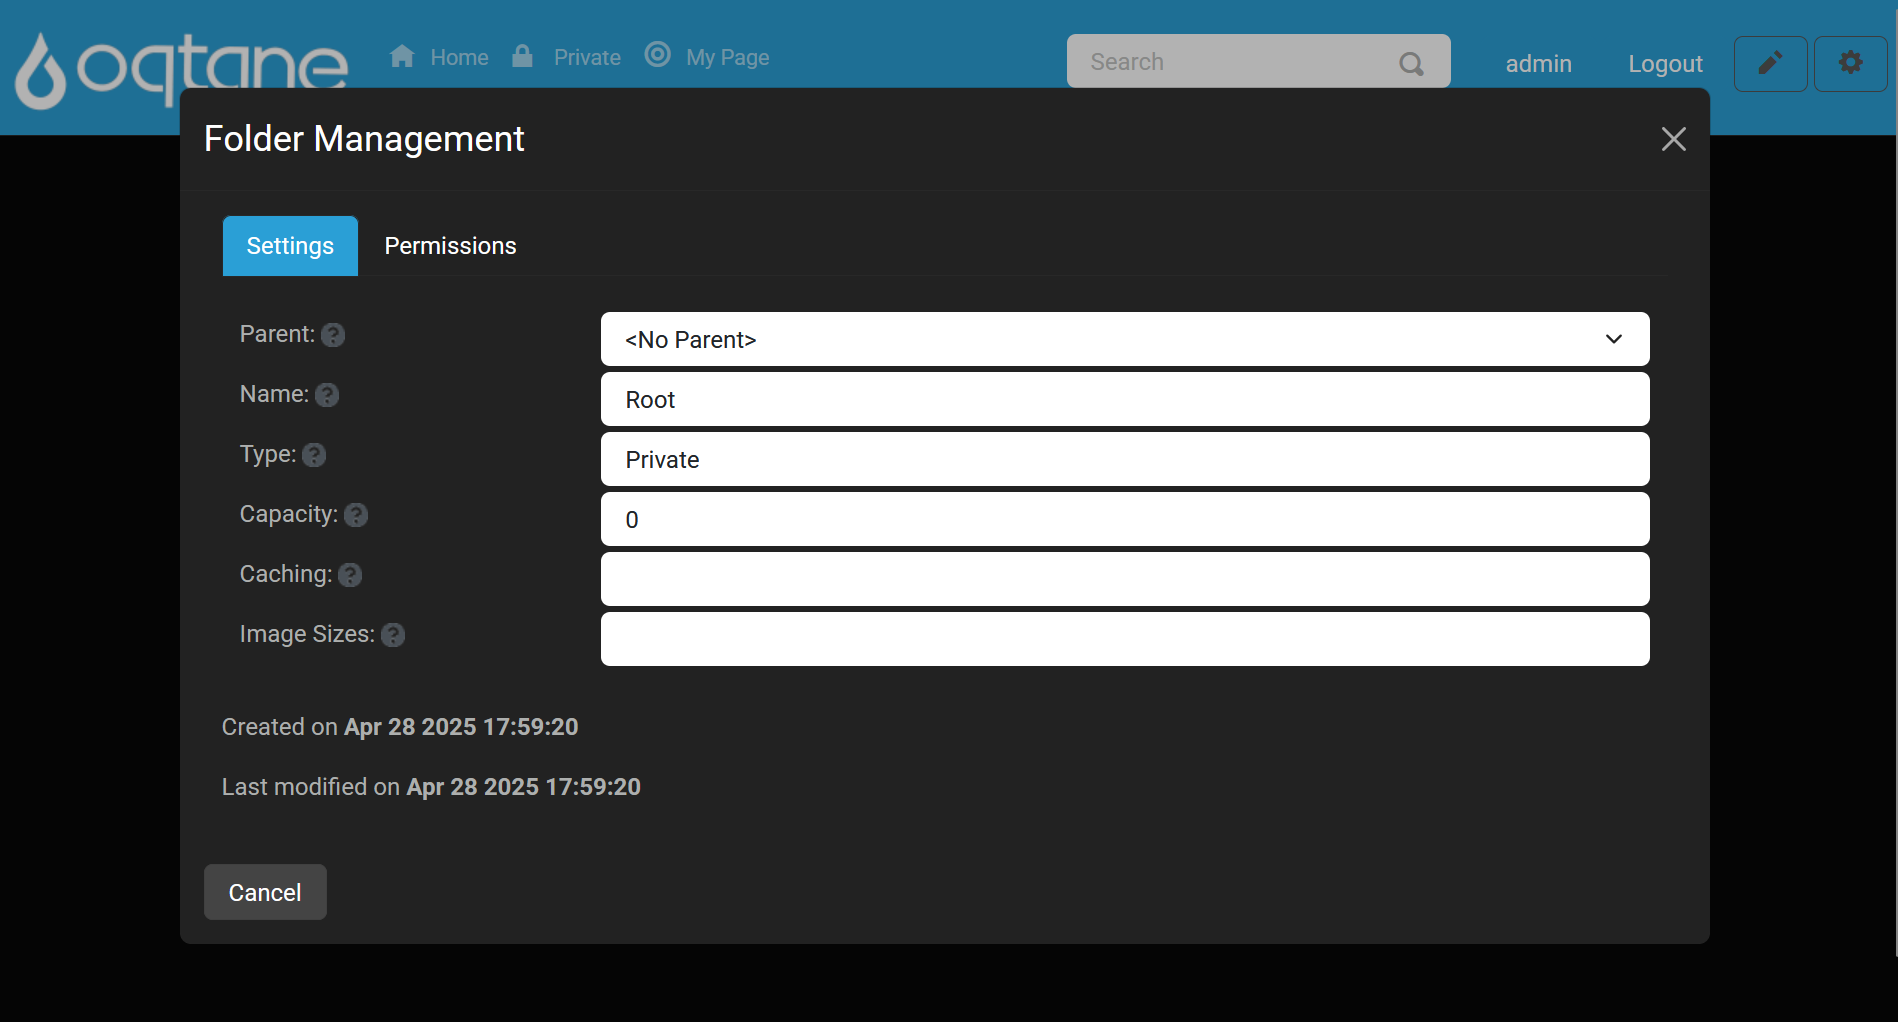 oqtane
Home Private My Page
Search
admin Logout
Folder Management
Settings Permissions
Parent: ? <No Parent>
Name: ? Root
Type: ? Private
Capacity: ? 0
Caching: ?
Image Sizes: ?
Created on Apr 28 2025 17:59:20
Last modified on Apr 28 2025 17:59:20
Cancel